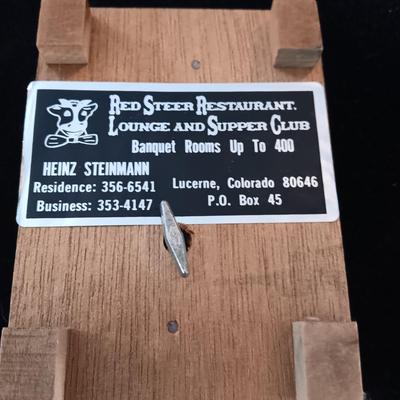 RED STEER RESTAURANT.
LOUNGE AND SUPPER CLUB
Banquet Rooms Up To 400
HEINZ STEINMANN
Residence: 356-6541
Business: 353-4147
Lucerne, Colorado 80646
P.O. Box 45